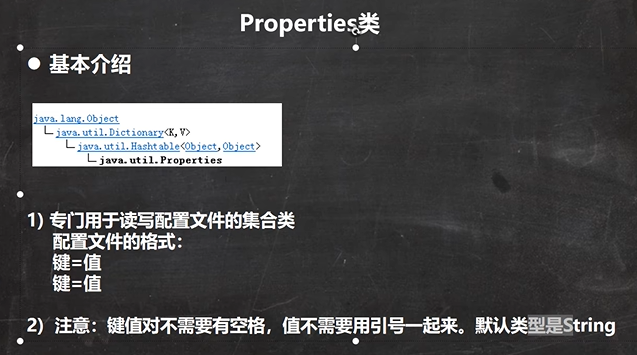 Properties类
基本介绍
java.lang.Object
java.util.Dictionary<K,V>
java.util.Hashtable<Object,Object>
java.util.Properties
1) 专门用于读写配置文件的集合类
配置文件的格式：
键=值
键=值
2) 注意：键值对不需要有空格，值不需要用引号一起来。默认类型是String